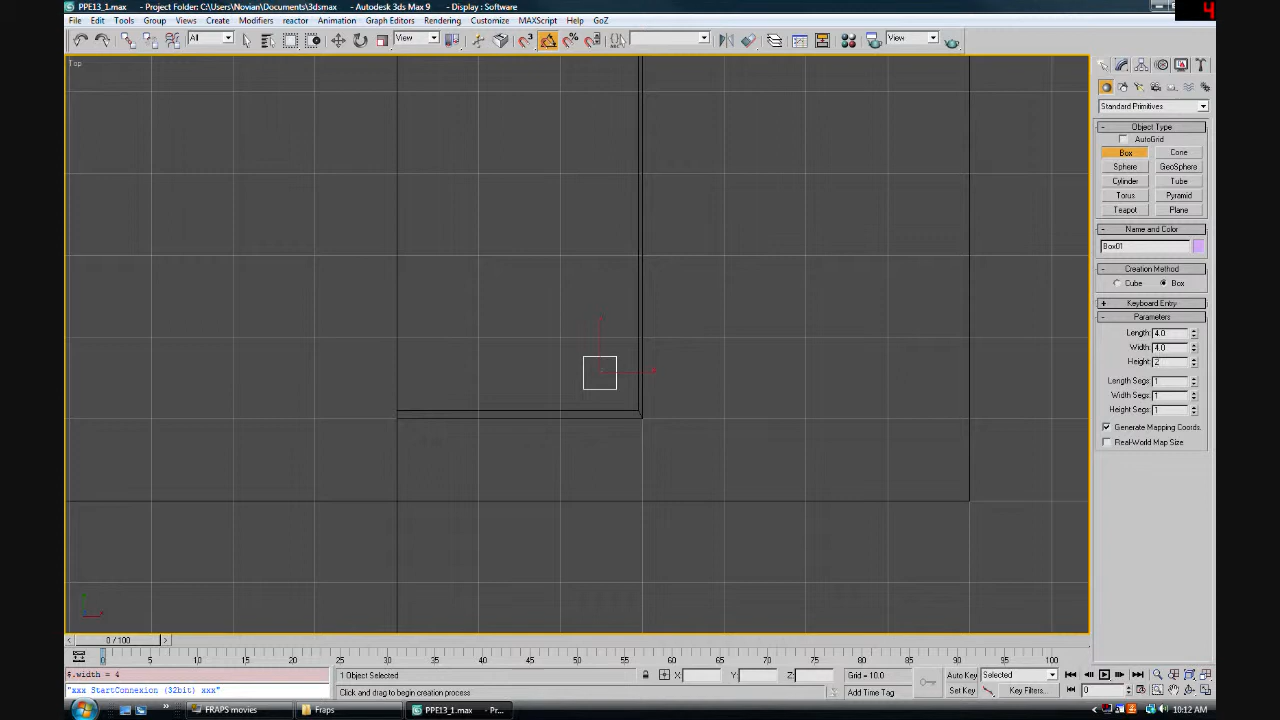 PPE13_1.max - Project Folder: C:\Users\Novian\Documents\3dsmax - Autodesk 3ds Max 9 - Display : Software
4
File Edit Tools Group Views Create Modifiers reactor Animation Graph Editors Rendering Customize MAXScript Help GoZ
All View View
Top
Standard Primitives
- Object Type
AutoGrid
Box Cone
Sphere GeoSphere
Cylinder Tube
Torus Pyramid
Teapot Plane
- Name and Color
Box01
- Creation Method
Cube Box
+ Keyboard Entry
- Parameters
Length: 4.0
Width: 4.0
Height: 2
Length Segs: 1
Width Segs: 1
Height Segs: 1
Generate Mapping Coords.
Real-World Map Size
< 0 / 100 >
0 5 10 15 20 25 30 35 40 45 50 55 60 65 70 75 80 85 90 95 100
$.width = 4
1 Object Selected X: Y: Z: Grid = 10.0 Auto Key Selected
"xxx StartConnexion (32bit) xxx"
Click and drag to begin creation process Add Time Tag Set Key Key Filters... 0
FRAPS movies Fraps PPE13_1.max - Pr... 10:12 AM